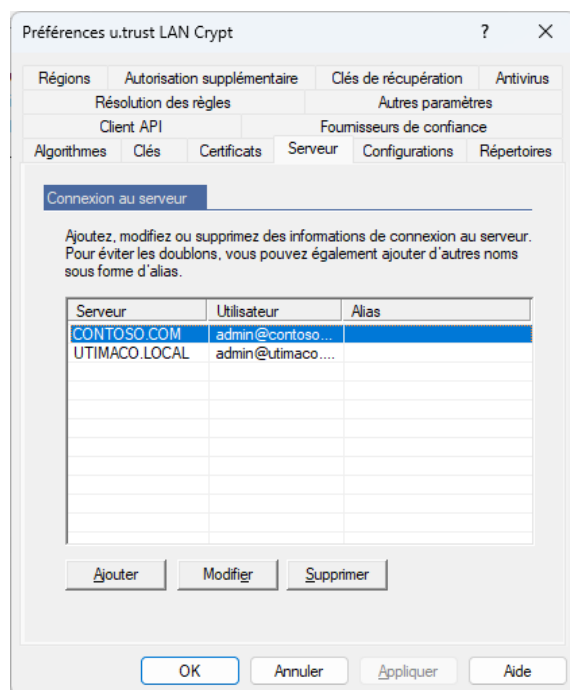 Préférences u.trust LAN Crypt
Régions Autorisation supplémentaire Clés de récupération Antivirus
Résolution des règles Autres paramètres
Client API Fournisseurs de confiance
Algorithmes Clés Certificats Serveur Configurations Répertoires
Connexion au serveur
Ajoutez, modifiez ou supprimez des informations de connexion au serveur.
Pour éviter les doublons, vous pouvez également ajouter d'autres noms
sous forme d'alias.
Serveur Utilisateur Alias
CONTOSO.COM admin@contoso...
UTIMACO.LOCAL admin@utimaco....
Ajouter Modifier Supprimer
OK Annuler Appliquer Aide